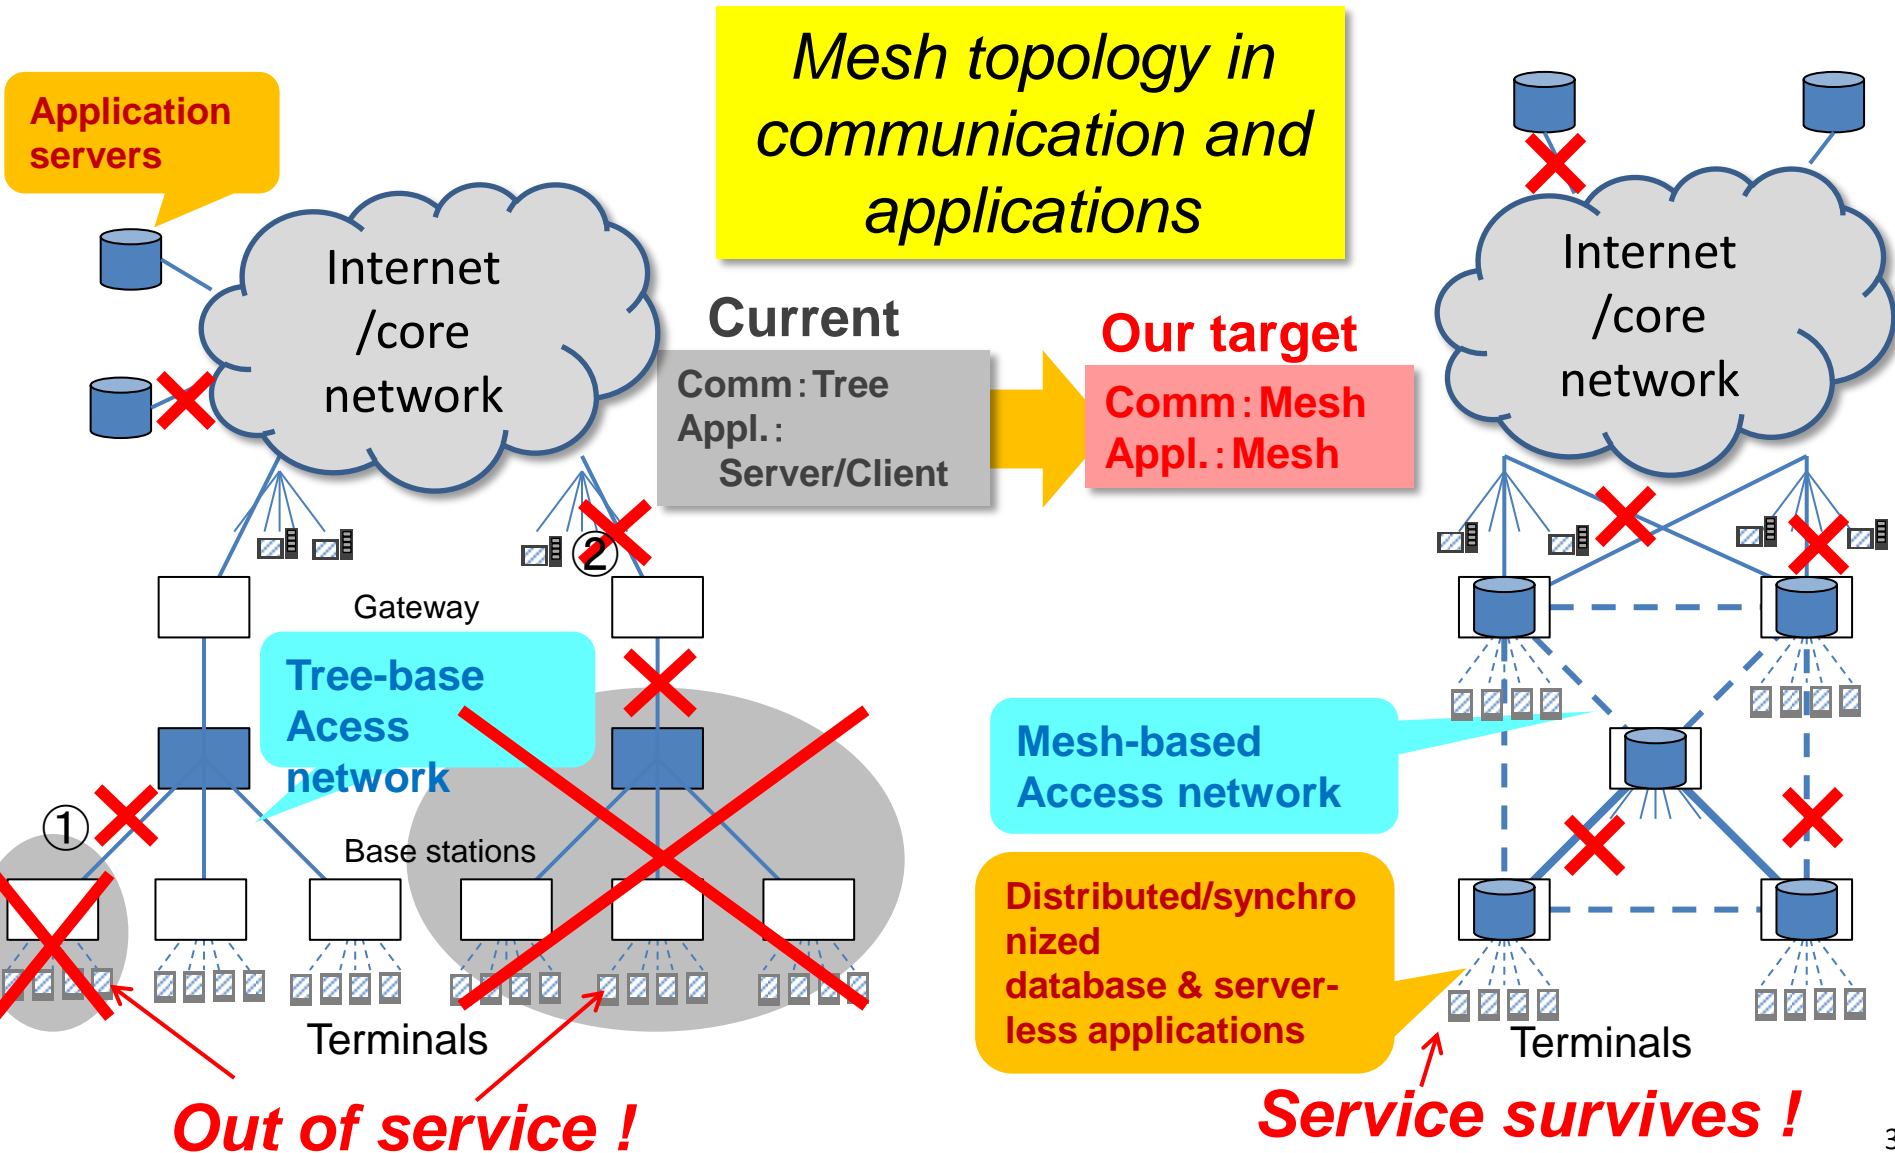 Mesh topology in
communication and
applications
Application
servers
Internet
/core
network
Current
Comm：Tree
Appl.：
Server/Client
Our target
Comm：Mesh
Appl.：Mesh
Internet
/core
network
②
Gateway
Tree-base
Acess
network
①
Base stations
Terminals
Out of service !
Mesh-based
Access network
Distributed/synchro
nized
database & server-
less applications
Terminals
Service survives !
3